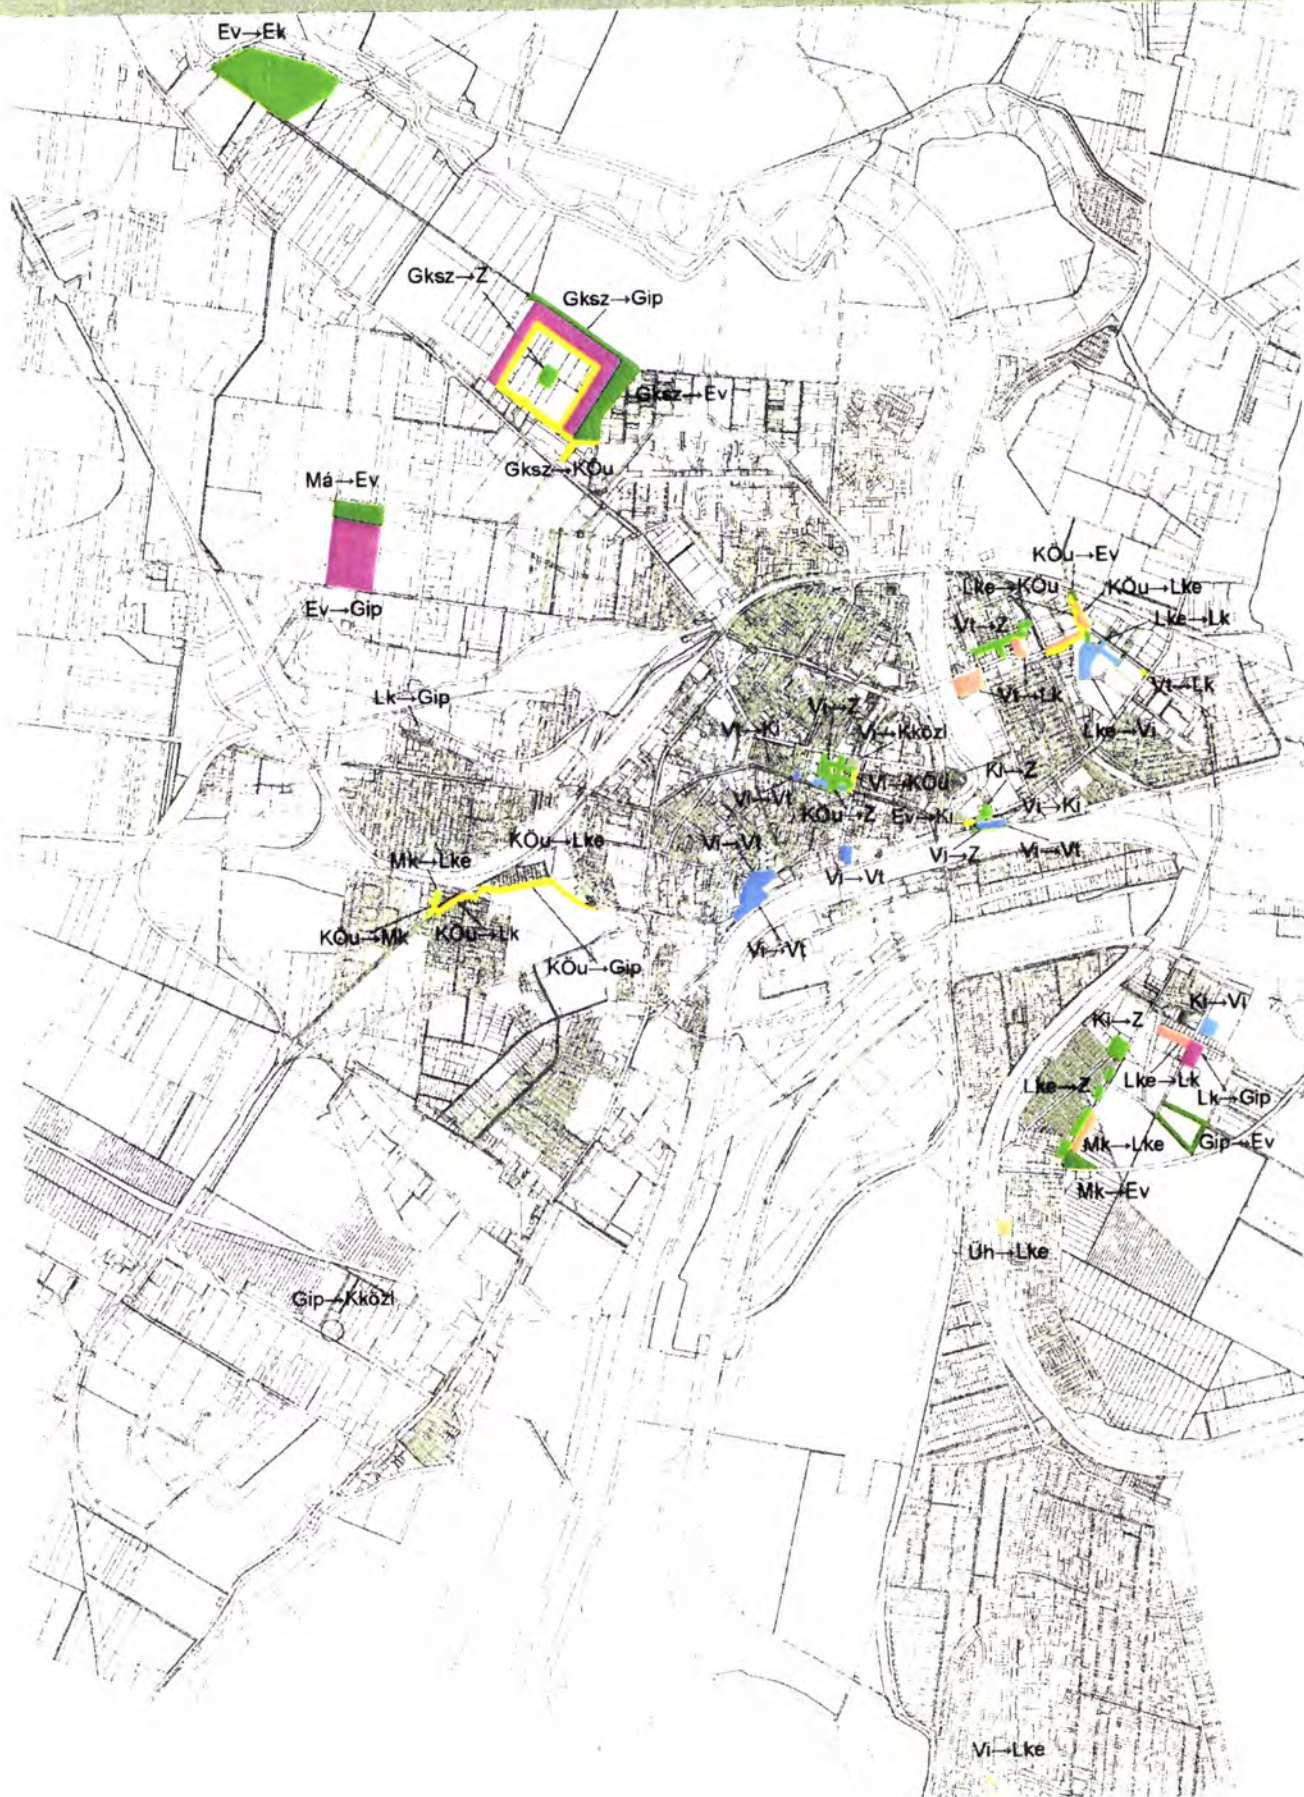 Ev→Ek
Gksz→Z
Gksz→Gip
Gksz→Ev
Gksz→KÖu
Má→Ev
Ev→Gip
KÖu→Ev
Lke→KÖu
KÖu→Lke
Vt→Z
Lke→Lk
Vt→Lk
Vt→Lk
Lke→Vi
Lk→Gip
Vi→Z
Vt→Ki
Vi→Kközl
Ki→Z
Vi→KÖu
Vi→Vt
KÖu→Z
Ev→Ki
Vi→Ki
Vi→Vt
Vi→Z
Vi→Vt
Vi→Vt
KÖu→Lke
Mk→Lke
KÖu→Mk
KÖu→Lk
Vi→Vt
KÖu→Gip
Ki→Vi
Ki→Z
Lke→Z
Lke→Lk
Lk→Gip
Mk→Lke
Gip→Ev
Mk→Ev
Üh→Lke
Gip→Kközl
Vi→Lke